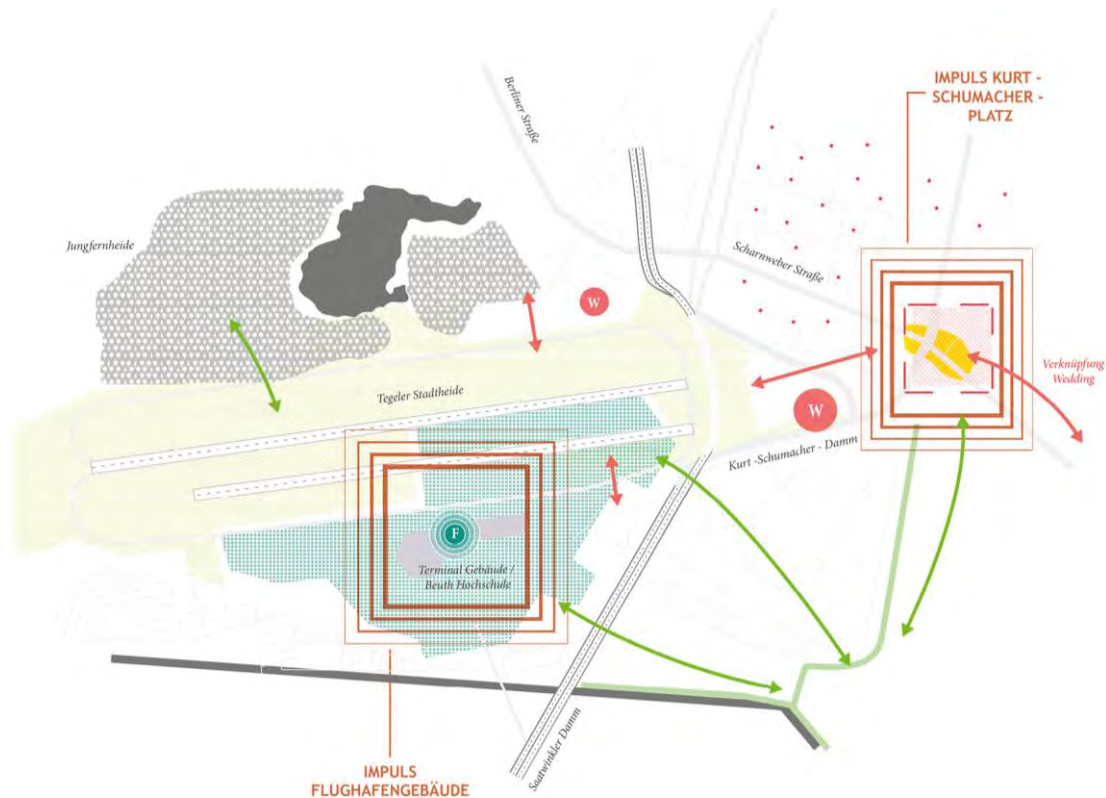 IMPULS KURT -
SCHUMACHER -
PLATZ
Berliner Straße
Jungfernheide
Scharnweber Straße
W
Verknüpfung
Wedding
Tegeler Stadtheide
W
Kurt -Schumacher - Damm
F
Terminal Gebäude /
Beuth Hochschule
Saatwinkler Damm
IMPULS
FLUGHAFENGEBÄUDE